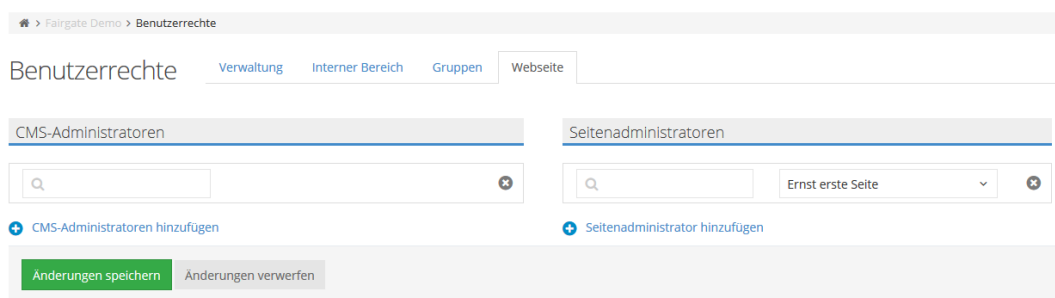 > Fairgate Demo > Benutzerrechte
Benutzerrechte Verwaltung Interner Bereich Gruppen Webseite
CMS-Administratoren
Seitenadministratoren
Ernst erste Seite
CMS-Administratoren hinzufügen
Seitenadministrator hinzufügen
Änderungen speichern Änderungen verwerfen